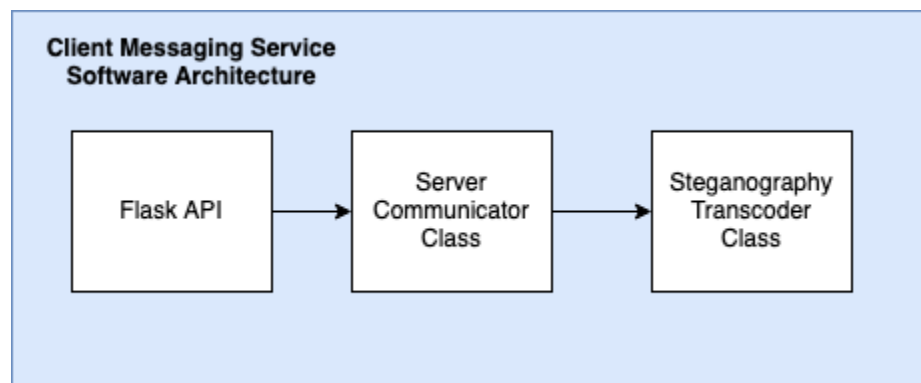 Client Messaging Service
Software Architecture
Flask API
Server
Communicator
Class
Steganography
Transcoder
Class